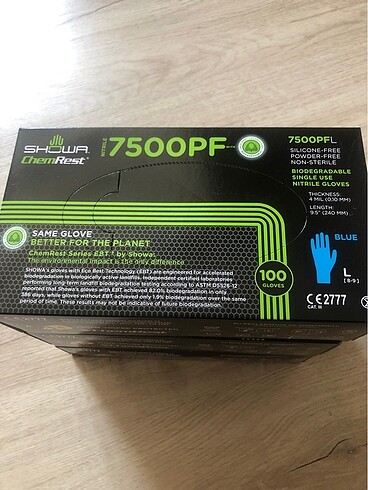 SHOWA
ChemRest®
NITRILE 7500PF WITH
7500PFL
SILICONE-FREE
POWDER-FREE
NON-STERILE
BIODEGRADABLE
SINGLE USE
NITRILE GLOVES
THICKNESS:
4 MIL (0.10 MM)
LENGTH:
9.5" (240 MM)
BLUE
L
[8-9]
CE2777
CAT. III
100
GLOVES
SAME GLOVE
BETTER FOR THE PLANET
ChemRest Series EBT by Showa:
The environmental impact is the only difference
SHOWA's gloves with Eco Best Technology (EBT) are engineered for accelerated
biodegradation in biologically active landfills. Independent certified laboratories
performing long-term landfill biodegradation testing according to ASTM D5526-12
reported that Showa's gloves with EBT achieved 82.0% biodegradation in only
386 days, while gloves without EBT achieved only 1.9% biodegradation over the same
period of time. These results may not be indicative of future biodegradation.